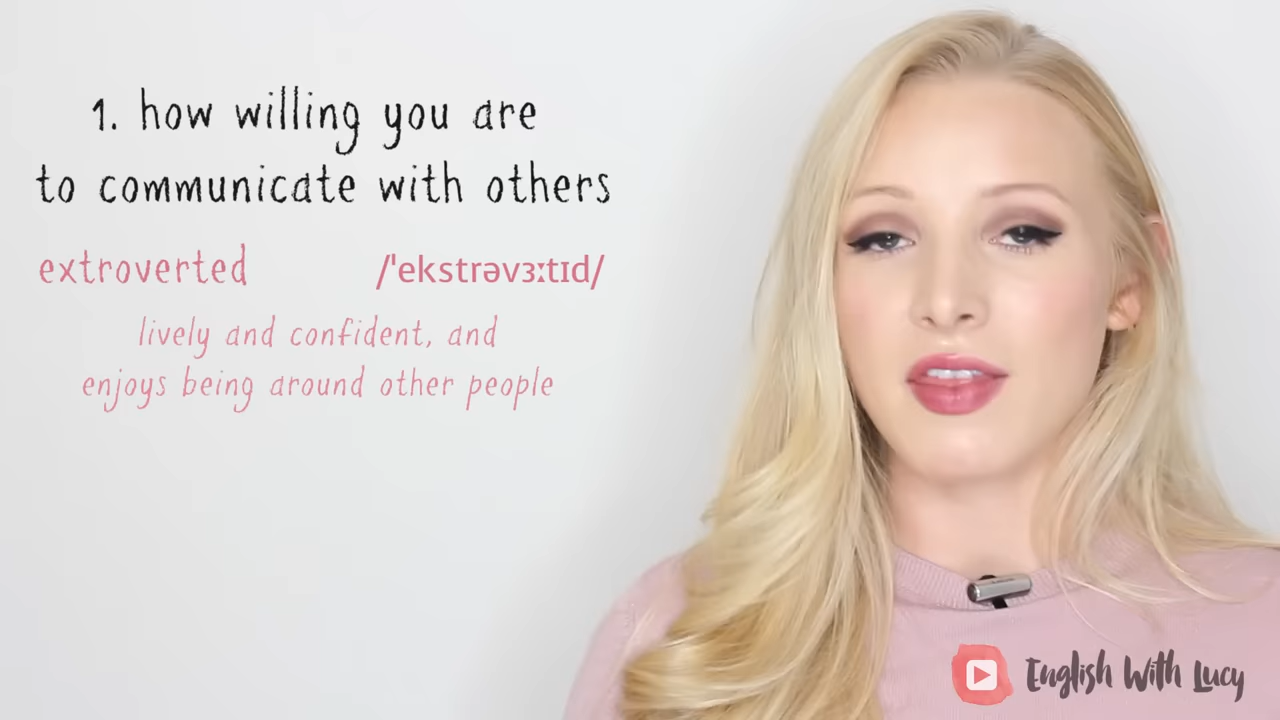 1. how willing you are
to communicate with others
extroverted /ˈekstrəvɜːtɪd/
lively and confident, and
enjoys being around other people
English With Lucy